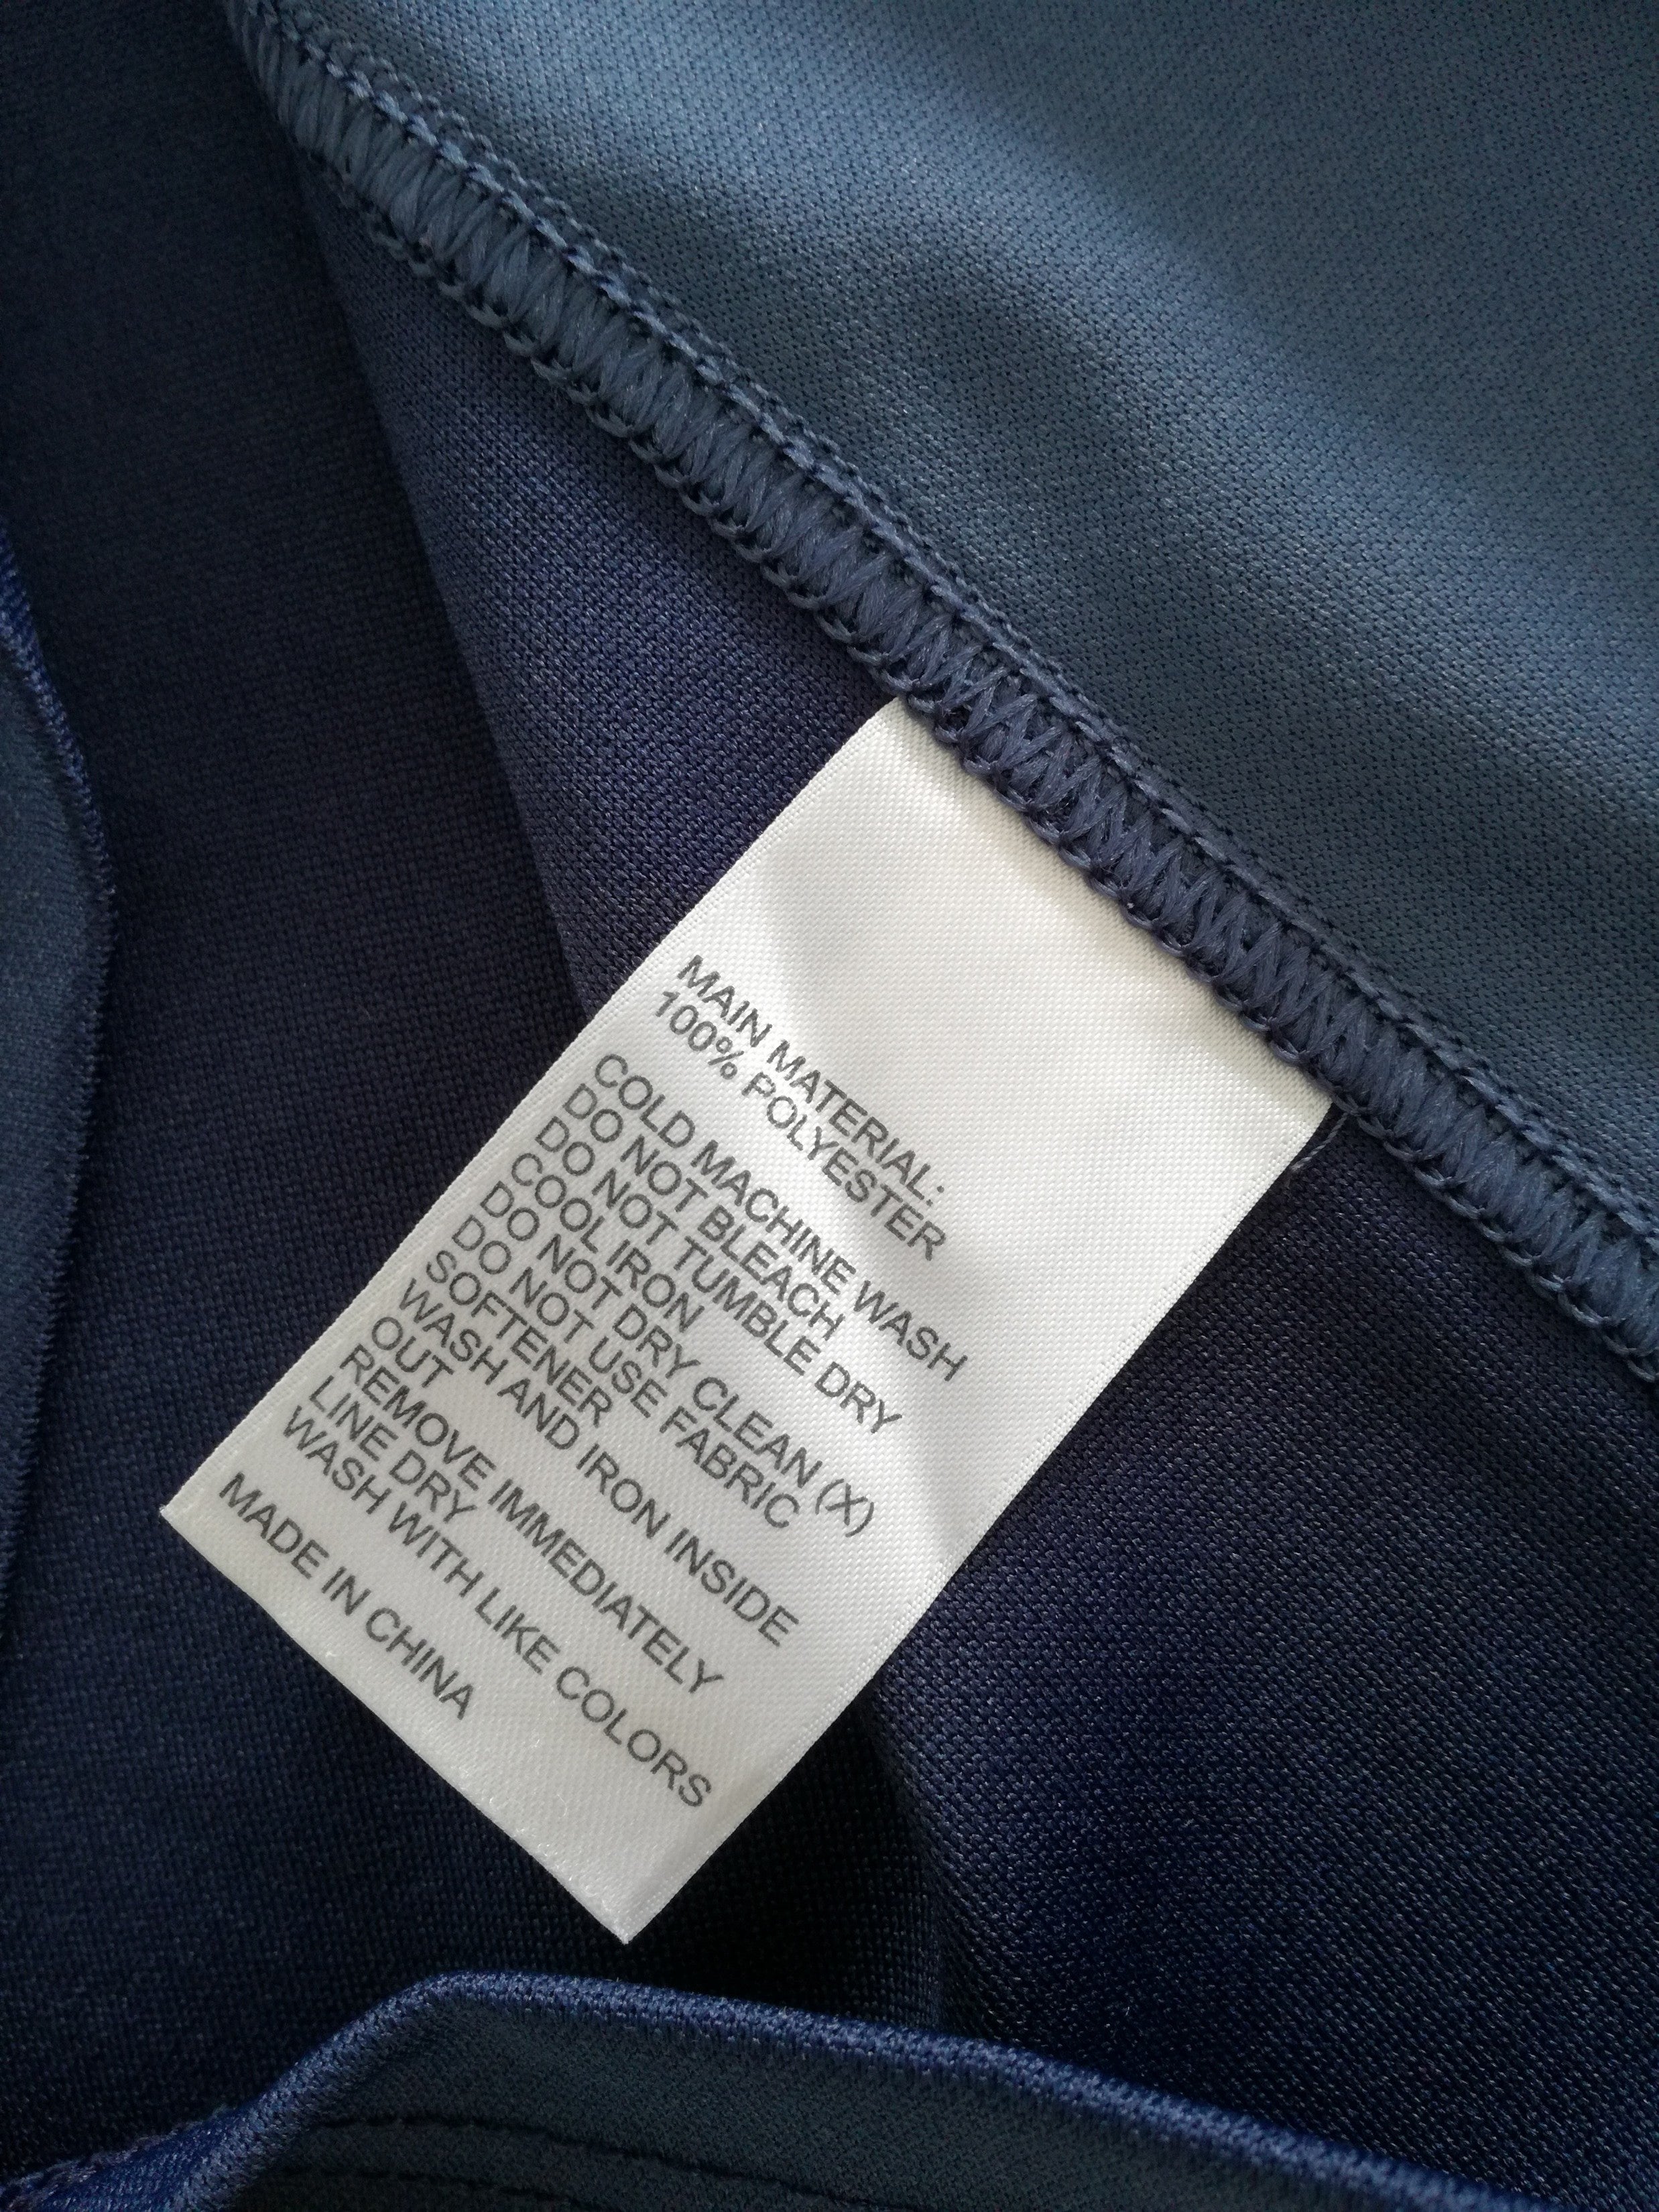 MAIN MATERIAL:
100% POLYESTER
COLD MACHINE WASH
DO NOT BLEACH
DO NOT TUMBLE DRY
COOL IRON
DO NOT DRY CLEAN (X)
DO NOT USE FABRIC
SOFTENER
WASH AND IRON INSIDE
OUT
REMOVE IMMEDIATELY
LINE DRY
WASH WITH LIKE COLORS
MADE IN CHINA